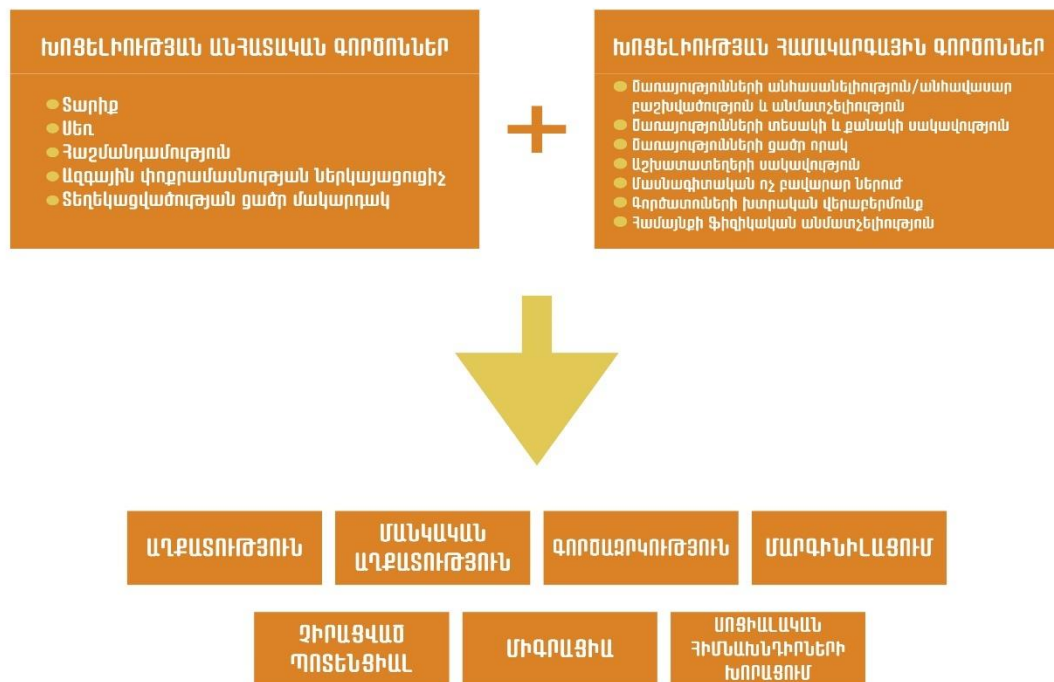 ԽՈՑԵԼԻՈՒԹՅԱՆ ԱՆՀԱՏԱԿԱՆ ԳՈՐԾՈՆՆԵՐ
Տարիք
Սեռ
Հաշմանդամություն
Ազգային փոքրամասնության ներկայացուցիչ
Տեղեկացվածության ցածր մակարդակ
+
ԽՈՑԵԼԻՈՒԹՅԱՆ ՀԱՄԱԿԱՐԳԱՅԻՆ ԳՈՐԾՈՆՆԵՐ
Ծառայությունների անհասանելիություն/անհավասար
բաշխվածություն և անմատչելիություն
Ծառայությունների տեսակի և քանակի սակավություն
Ծառայությունների ցածր որակ
Աշխատատեղերի սակավություն
Մասնագիտական ոչ բավարար ներուժ
Գործատուների խտրական վերաբերմունք
Համայնքի ֆիզիկական անմատչելիություն
ԱՂՔԱՏՈՒԹՅՈՒՆ
ՄԱՆԿԱԿԱՆ
ԱՂՔԱՏՈՒԹՅՈՒՆ
ԳՈՐԾԱԶՐԿՈՒԹՅՈՒՆ
ՄԱՐԳԻՆԻԼԱՑՈՒՄ
ՉԻՐԱՑՎԱԾ
ՊՈՏԵՆՑԻԱԼ
ՄԻԳՐԱՑԻԱ
ՍՈՑԻԱԼԱԿԱՆ
ՀԻՄՆԱԽՆԴԻՐՆԵՐԻ
ԽՈՐԱՑՈՒՄ